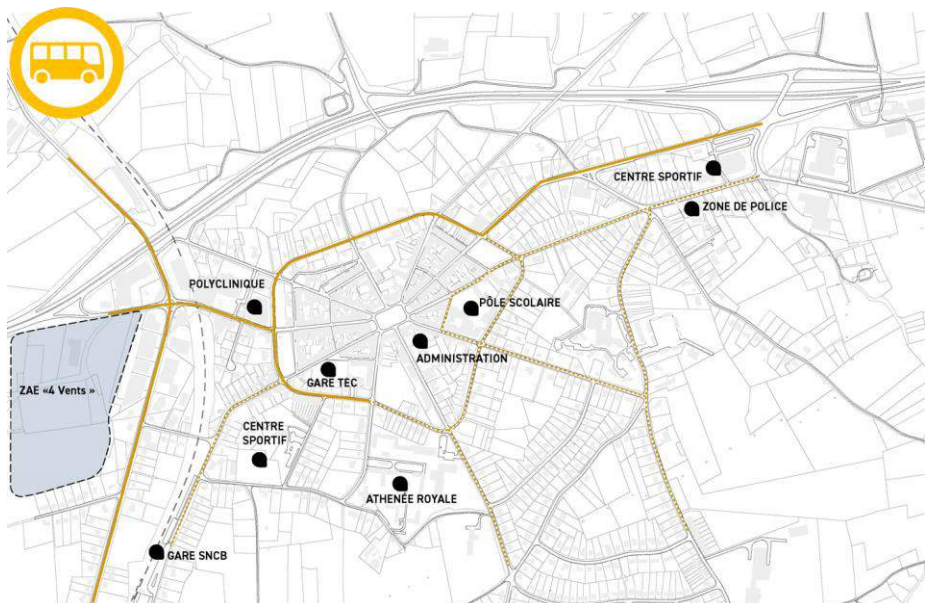 CENTRE SPORTIF
ZONE DE POLICE
POLYCLINIQUE
PÔLE SCOLAIRE
ADMINISTRATION
GARE TEC
ZAE «4 Vents »
CENTRE
SPORTIF
ATHENÉE ROYALE
GARE SNCB